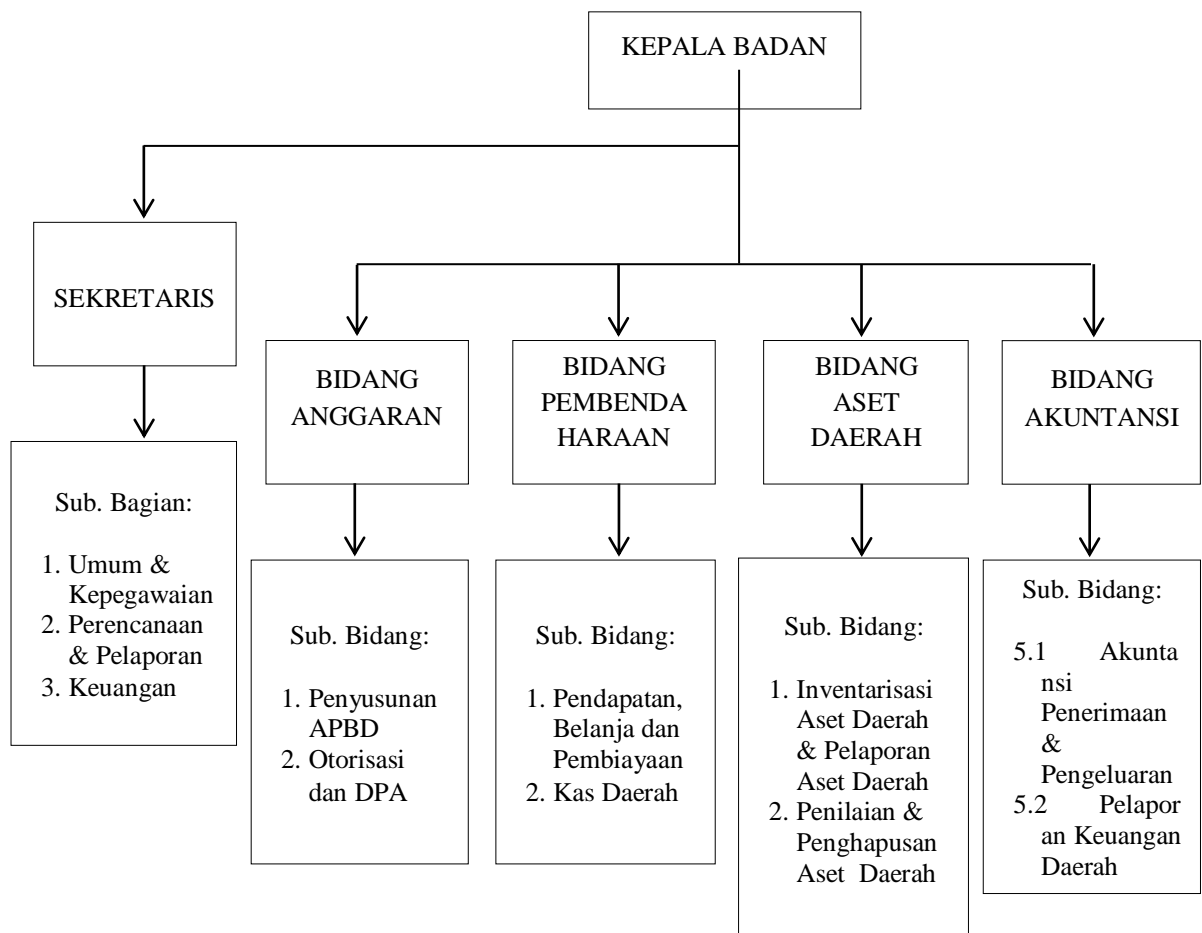 KEPALA BADAN
SEKRETARIS
BIDANG
ANGGARAN
BIDANG
PEMBENDA
HARAAN
BIDANG
ASET
DAERAH
BIDANG
AKUNTANSI
Sub. Bagian:
1. Umum &
Kepegawaian
2. Perencanaan
& Pelaporan
3. Keuangan
Sub. Bidang:
1. Penyusunan
APBD
2. Otorisasi
dan DPA
Sub. Bidang:
1. Pendapatan,
Belanja dan
Pembiayaan
2. Kas Daerah
Sub. Bidang:
1. Inventarisasi
Aset Daerah
& Pelaporan
Aset Daerah
2. Penilaian &
Penghapusan
Aset Daerah
Sub. Bidang:
5.1 Akunta
nsi
Penerimaan
&
Pengeluaran
5.2 Pelapor
an Keuangan
Daerah